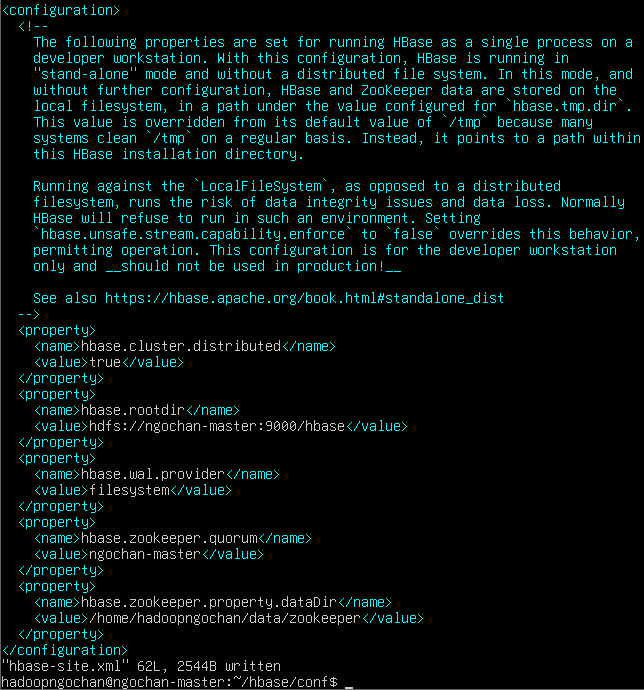 <configuration>
  <!--
    The following properties are set for running HBase as a single process on a
    developer workstation. With this configuration, HBase is running in
    "stand-alone" mode and without a distributed file system. In this mode, and
    without further configuration, HBase and ZooKeeper data are stored on the
    local filesystem, in a path under the value configured for `hbase.tmp.dir`.
    This value is overridden from its default value of `/tmp` because many
    systems clean `/tmp` on a regular basis. Instead, it points to a path within
    this HBase installation directory.

    Running against the `LocalFileSystem`, as opposed to a distributed
    filesystem, runs the risk of data integrity issues and data loss. Normally
    HBase will refuse to run in such an environment. Setting
    `hbase.unsafe.stream.capability.enforce` to `false` overrides this behavior,
    permitting operation. This configuration is for the developer workstation
    only and __should not be used in production!__

    See also https://hbase.apache.org/book.html#standalone_dist
  -->
  <property>
    <name>hbase.cluster.distributed</name>
    <value>true</value>
  </property>
  <property>
    <name>hbase.rootdir</name>
    <value>hdfs://ngochan-master:9000/hbase</value>
  </property>
  <property>
    <name>hbase.wal.provider</name>
    <value>filesystem</value>
  </property>
  <property>
    <name>hbase.zookeeper.quorum</name>
    <value>ngochan-master</value>
  </property>
  <property>
    <name>hbase.zookeeper.property.dataDir</name>
    <value>/home/hadoopngochan/data/zookeeper</value>
  </property>
</configuration>
"hbase-site.xml" 62L, 2544B written
hadoopngochan@ngochan-master:~/hbase/conf$ _